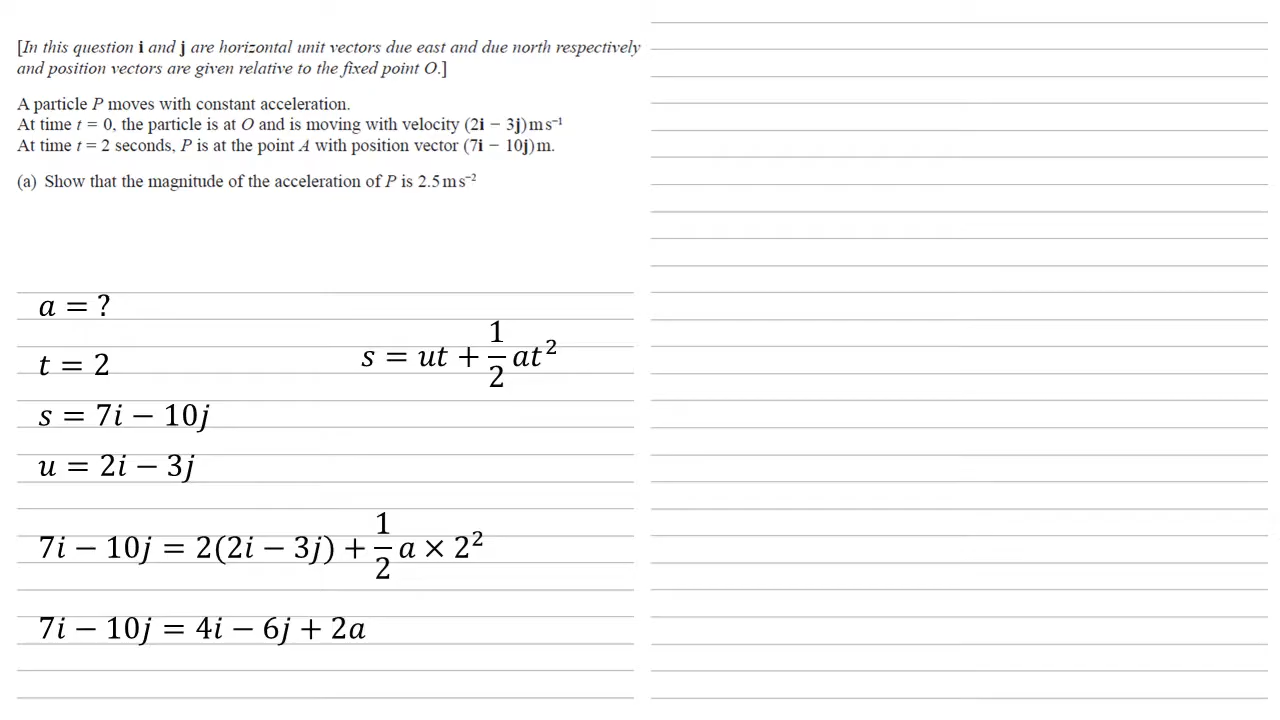 [In this question i and j are horizontal unit vectors due east and due north respectively
and position vectors are given relative to the fixed point O.]
A particle P moves with constant acceleration.
At time t = 0, the particle is at O and is moving with velocity (2i − 3j) m s⁻¹
At time t = 2 seconds, P is at the point A with position vector (7i − 10j) m.
(a) Show that the magnitude of the acceleration of P is 2.5 m s⁻²
a = ?
t = 2
s = ut + 1/2 at²
s = 7i − 10j
u = 2i − 3j
7i − 10j = 2(2i − 3j) + 1/2 a × 2²
7i − 10j = 4i − 6j + 2a